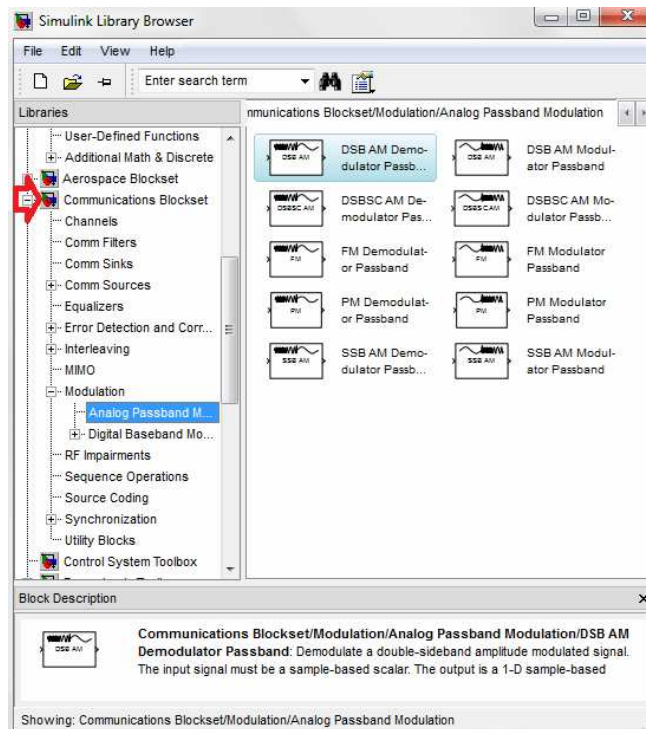 Simulink Library Browser
File Edit View Help
Enter search term
Libraries
nmunications Blockset/Modulation/Analog Passband Modulation
User-Defined Functions
Additional Math & Discrete
Aerospace Blockset
Communications Blockset
Channels
Comm Filters
Comm Sinks
Comm Sources
Equalizers
Error Detection and Corr...
Interleaving
MIMO
Modulation
Analog Passband M...
Digital Baseband Mo...
RF Impairments
Sequence Operations
Source Coding
Synchronization
Utility Blocks
Control System Toolbox
DSB AM
DSB AM Demo-
dulator Passb...
DSB AM
DSB AM Modul-
ator Passband
DSBSC AM
DSBSC AM De-
modulator Pas...
DSBSC AM
DSBSC AM Mo-
dulator Passb...
FM
FM Demodulat-
or Passband
FM
FM Modulator
Passband
PM
PM Demodulat-
or Passband
PM
PM Modulator
Passband
SSB AM
SSB AM Demo-
dulator Passb...
SSB AM
SSB AM Modul-
ator Passband
Block Description
DSB AM
Communications Blockset/Modulation/Analog Passband Modulation/DSB AM
Demodulator Passband: Demodulate a double-sideband amplitude modulated signal.
The input signal must be a sample-based scalar. The output is a 1-D sample-based
Showing: Communications Blockset/Modulation/Analog Passband Modulation